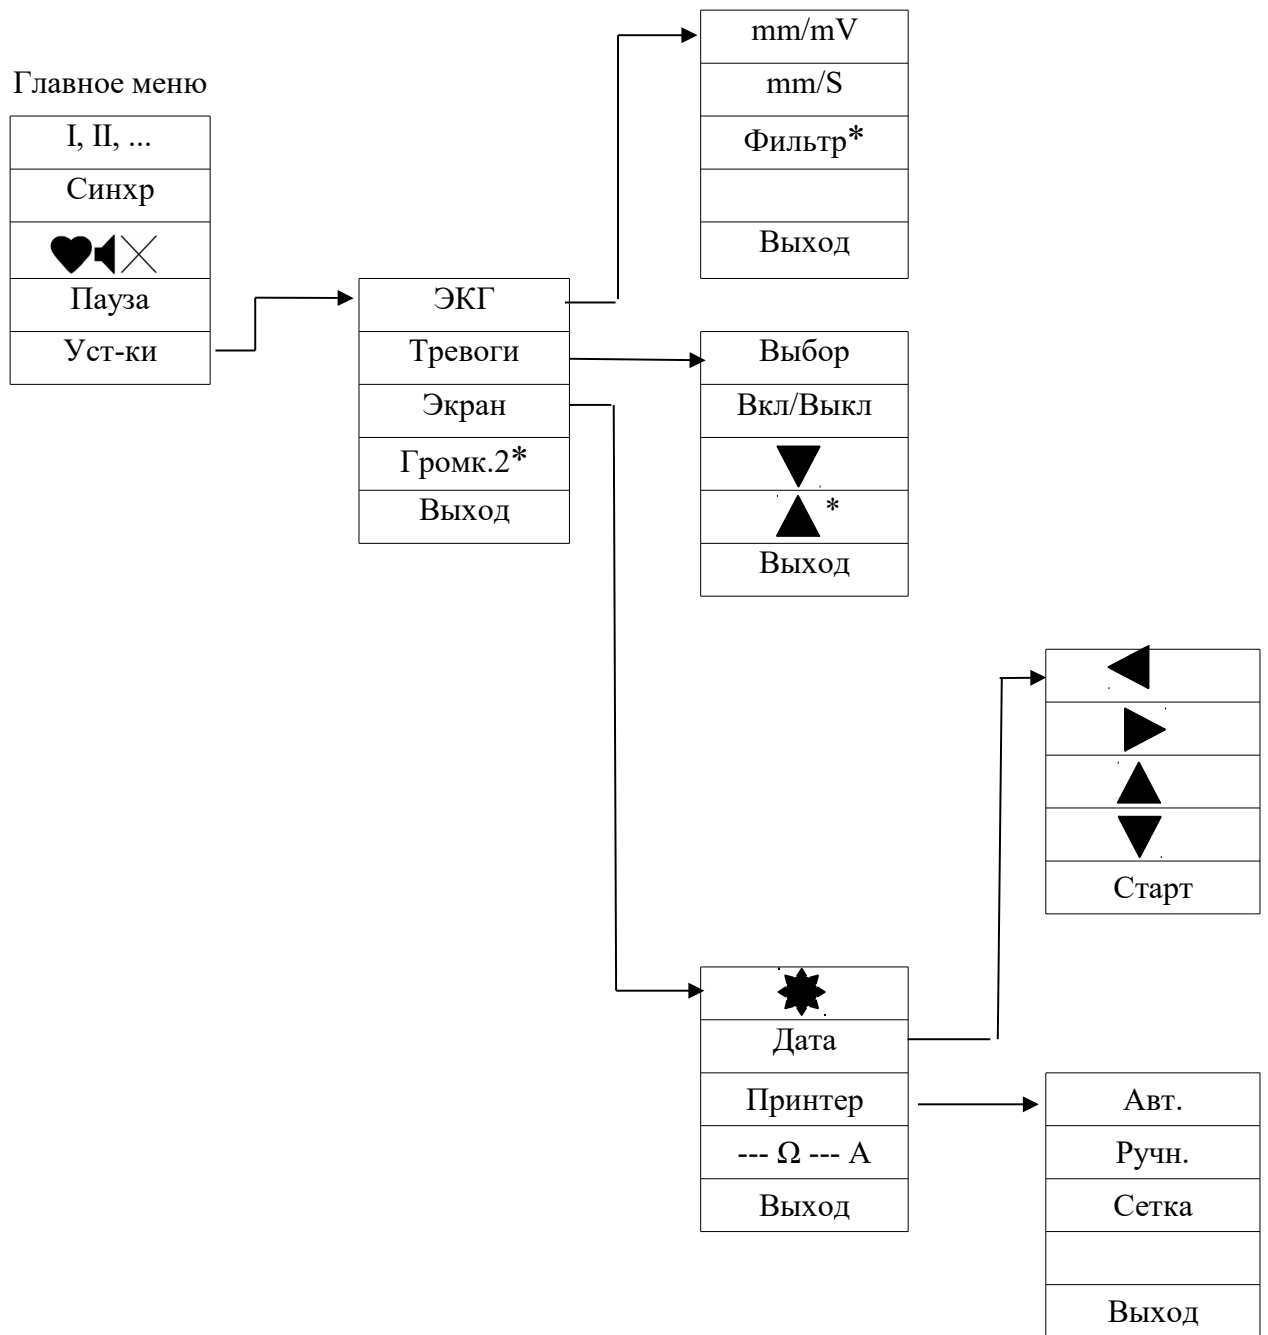 Главное меню
I, II, ...
Синхр
Пауза
Уст-ки
ЭКГ
Тревоги
Экран
Громк.2*
Выход
mm/mV
mm/S
Фильтр*
Выход
Выбор
Вкл/Выкл
*
Выход
Дата
Принтер
--- Ω --- A
Выход
Старт
Авт.
Ручн.
Сетка
Выход